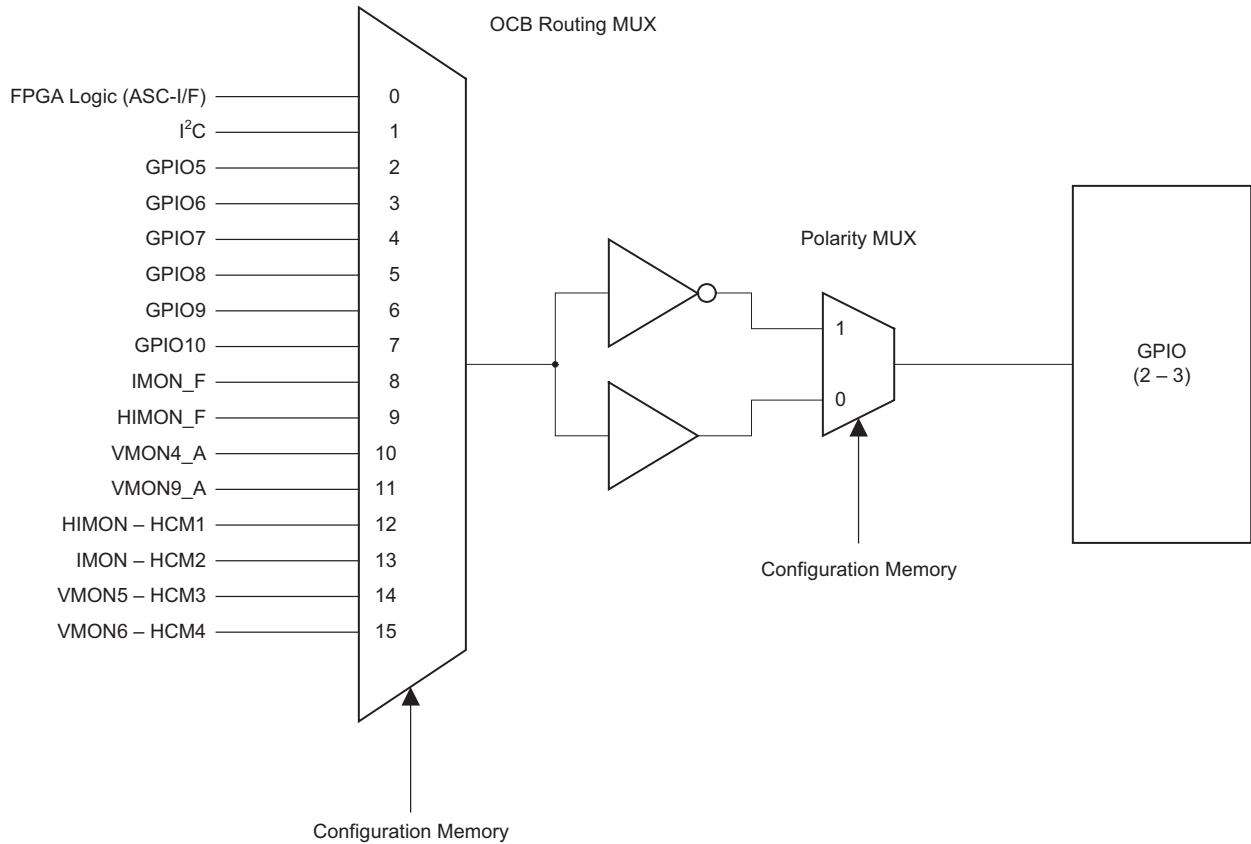 OCB Routing MUX
FPGA Logic (ASC-I/F) 0
I²C 1
GPIO5 2
GPIO6 3
GPIO7 4
GPIO8 5
GPIO9 6
GPIO10 7
IMON_F 8
HIMON_F 9
VMON4_A 10
VMON9_A 11
HIMON – HCM1 12
IMON – HCM2 13
VMON5 – HCM3 14
VMON6 – HCM4 15
Configuration Memory
Polarity MUX
1
0
Configuration Memory
GPIO
(2 – 3)